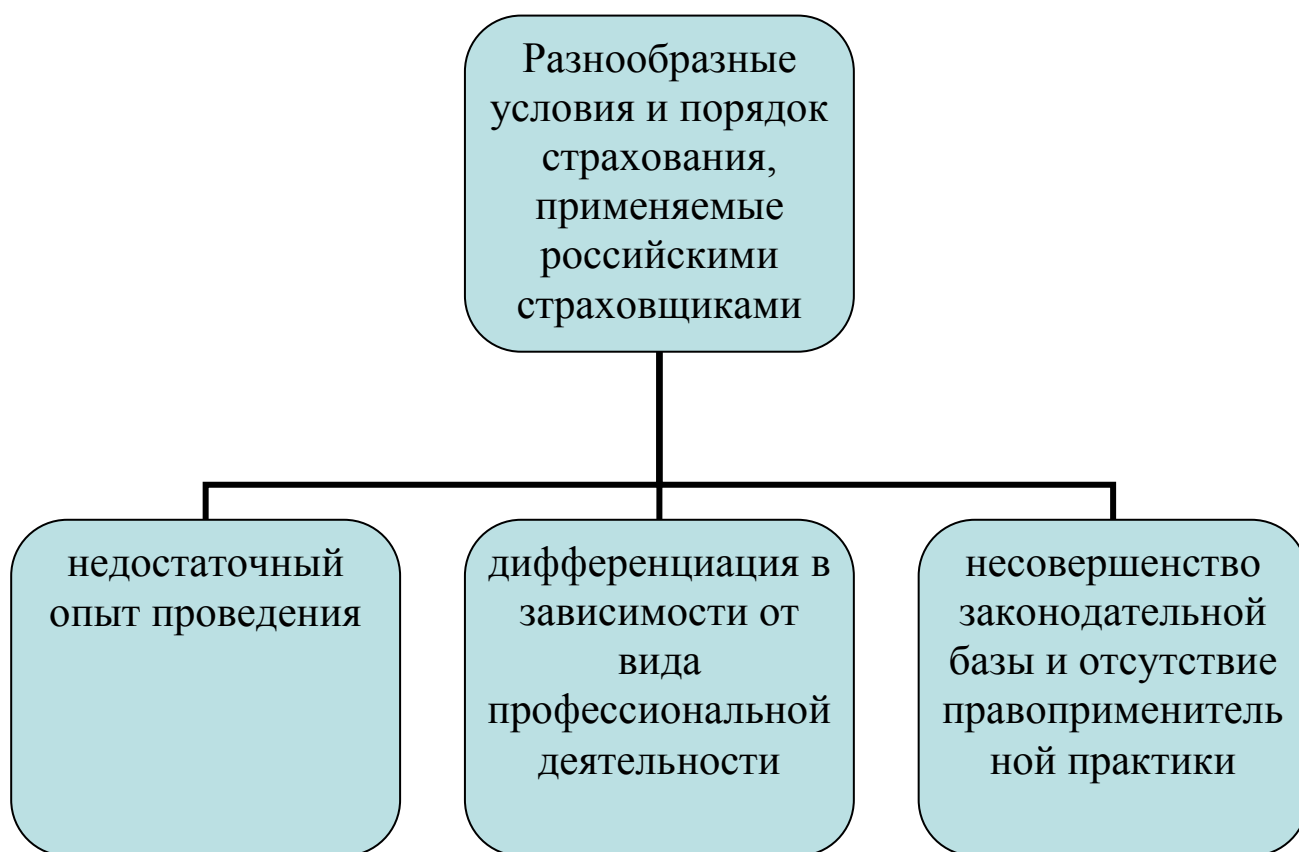 Разнообразные
условия и порядок
страхования,
применяемые
российскими
страховщиками
недостаточный
опыт проведения
дифференциация в
зависимости от
вида
профессиональной
деятельности
несовершенство
законодательной
базы и отсутствие
правоприменитель
ной практики